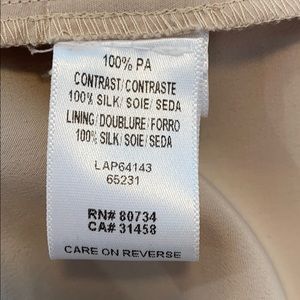 100% PA
CONTRAST/CONTRASTE
100% SILK/SOIE/SEDA
LINING/DOUBLURE/FORRO
100% SILK/SOIE/SEDA
LAP64143
65231
RN# 80734
CA# 31458
CARE ON REVERSE